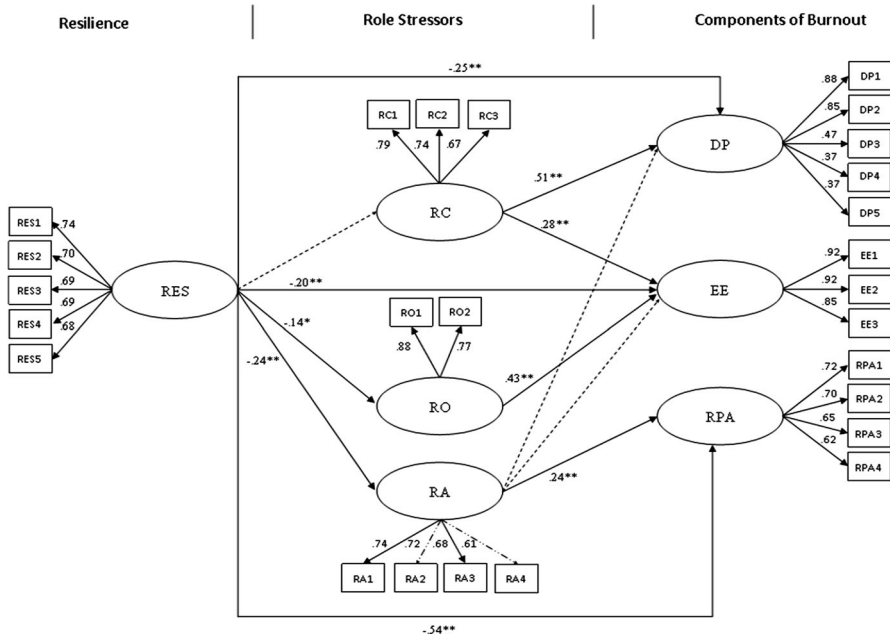 Resilience
Role Stressors
Components of Burnout
-.25**
RC1
RC2
RC3
.79
.74
.67
RC
.51**
.28**
DP
.88
.85
.47
.37
.37
DP1
DP2
DP3
DP4
DP5
RES1
RES2
RES3
RES4
RES5
.74
.70
.69
.69
.68
RES
-.20**
-.14*
-.24**
EE
.92
.92
.85
EE1
EE2
EE3
RO1
RO2
.88
.77
RO
.43**
RPA
.72
.70
.65
.62
RPA1
RPA2
RPA3
RPA4
RA
.24**
.74
.72
.68
.61
RA1
RA2
RA3
RA4
-.54**